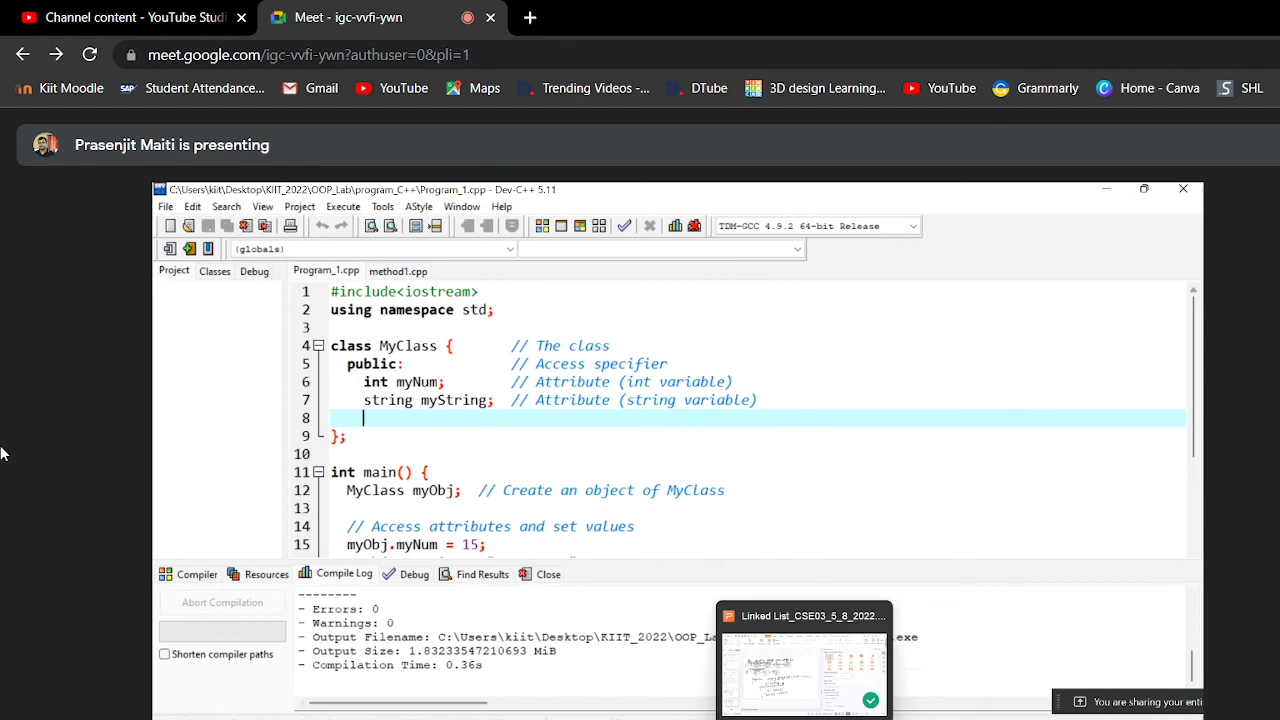 Channel content - YouTube Studi
Meet - igc-vvfi-ywn
meet.google.com/igc-vvfi-ywn?authuser=0&pli=1
Kiit Moodle
Student Attendance...
Gmail
YouTube
Maps
Trending Videos -...
DTube
3D design Learning...
YouTube
Grammarly
Home - Canva
SHL
Prasenjit Maiti is presenting
C:\Users\kiit\Desktop\KIIT_2022\OOP_Lab\program_C++\Program_1.cpp - Dev-C++ 5.11
File Edit Search View Project Execute Tools AStyle Window Help
TDM-GCC 4.9.2 64-bit Release
(globals)
Project Classes Debug
Program_1.cpp method1.cpp
1 #include<iostream>
2 using namespace std;
3
4 class MyClass { // The class
5 public: // Access specifier
6 int myNum; // Attribute (int variable)
7 string myString; // Attribute (string variable)
8
9 };
10
11 int main() {
12 MyClass myObj; // Create an object of MyClass
13
14 // Access attributes and set values
15 myObj.myNum = 15;
Compiler Resources Compile Log Debug Find Results Close
Abort Compilation
Shorten compiler paths
--------
- Errors: 0
- Warnings: 0
- Output Filename: C:\Users\kiit\Desktop\KIIT_2022\OOP_La
.exe
- Output Size: 1.83
547210693 MiB
- Compilation Time: 0.36s
Linked List_CSE03_5_8_2022....
You are sharing your enti